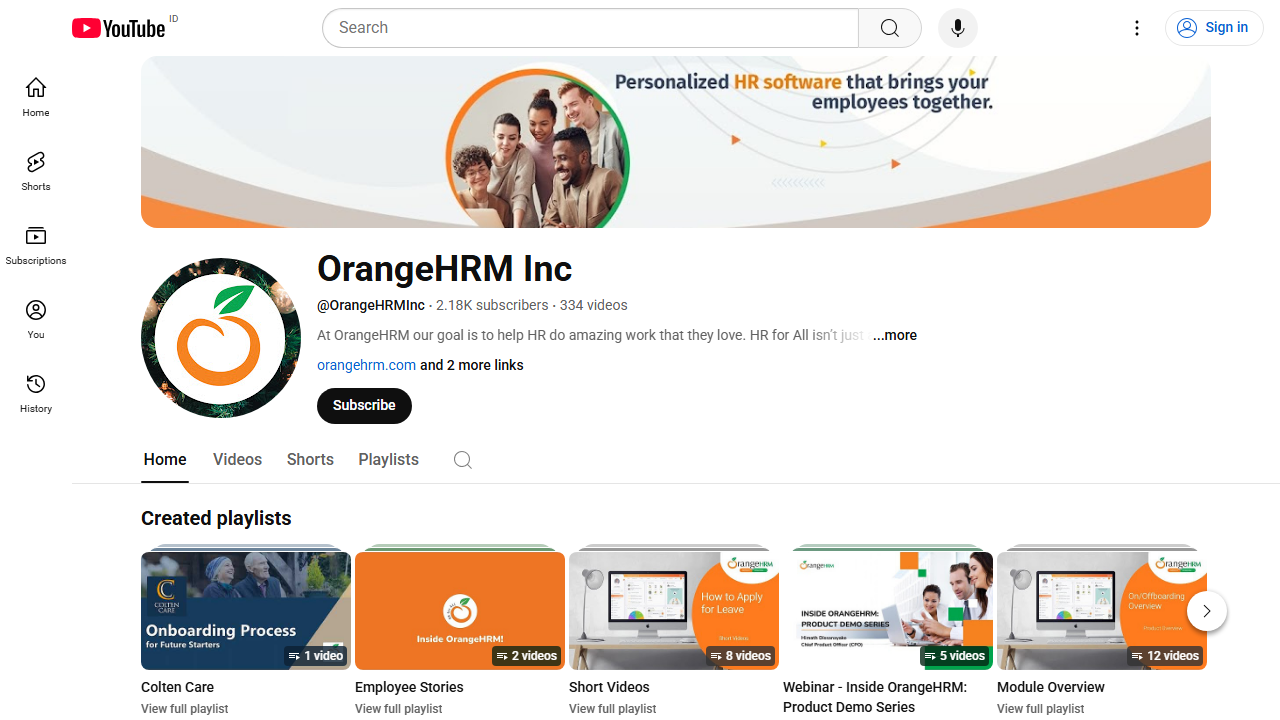 YouTube ID
Search
Sign in
Home
Shorts
Subscriptions
You
History
Personalized HR software that brings your
employees together.
OrangeHRM Inc
@OrangeHRMInc · 2.18K subscribers · 334 videos
At OrangeHRM our goal is to help HR do amazing work that they love. HR for All isn't just ...more
orangehrm.com and 2 more links
Subscribe
Home Videos Shorts Playlists
Created playlists
COLTEN
CARE
Onboarding Process
for Future Starters
1 video
Colten Care
View full playlist
Inside OrangeHRM!
2 videos
Employee Stories
View full playlist
OrangeHRM
How to Apply
for Leave
Short Videos
8 videos
Short Videos
View full playlist
OrangeHRM
INSIDE ORANGEHRM:
PRODUCT DEMO SERIES
Chief Product Officer (CPO)
5 videos
Webinar - Inside OrangeHRM:
Product Demo Series
OrangeHRM
On/Offboarding
Overview
Product Overview
12 videos
Module Overview
View full playlist